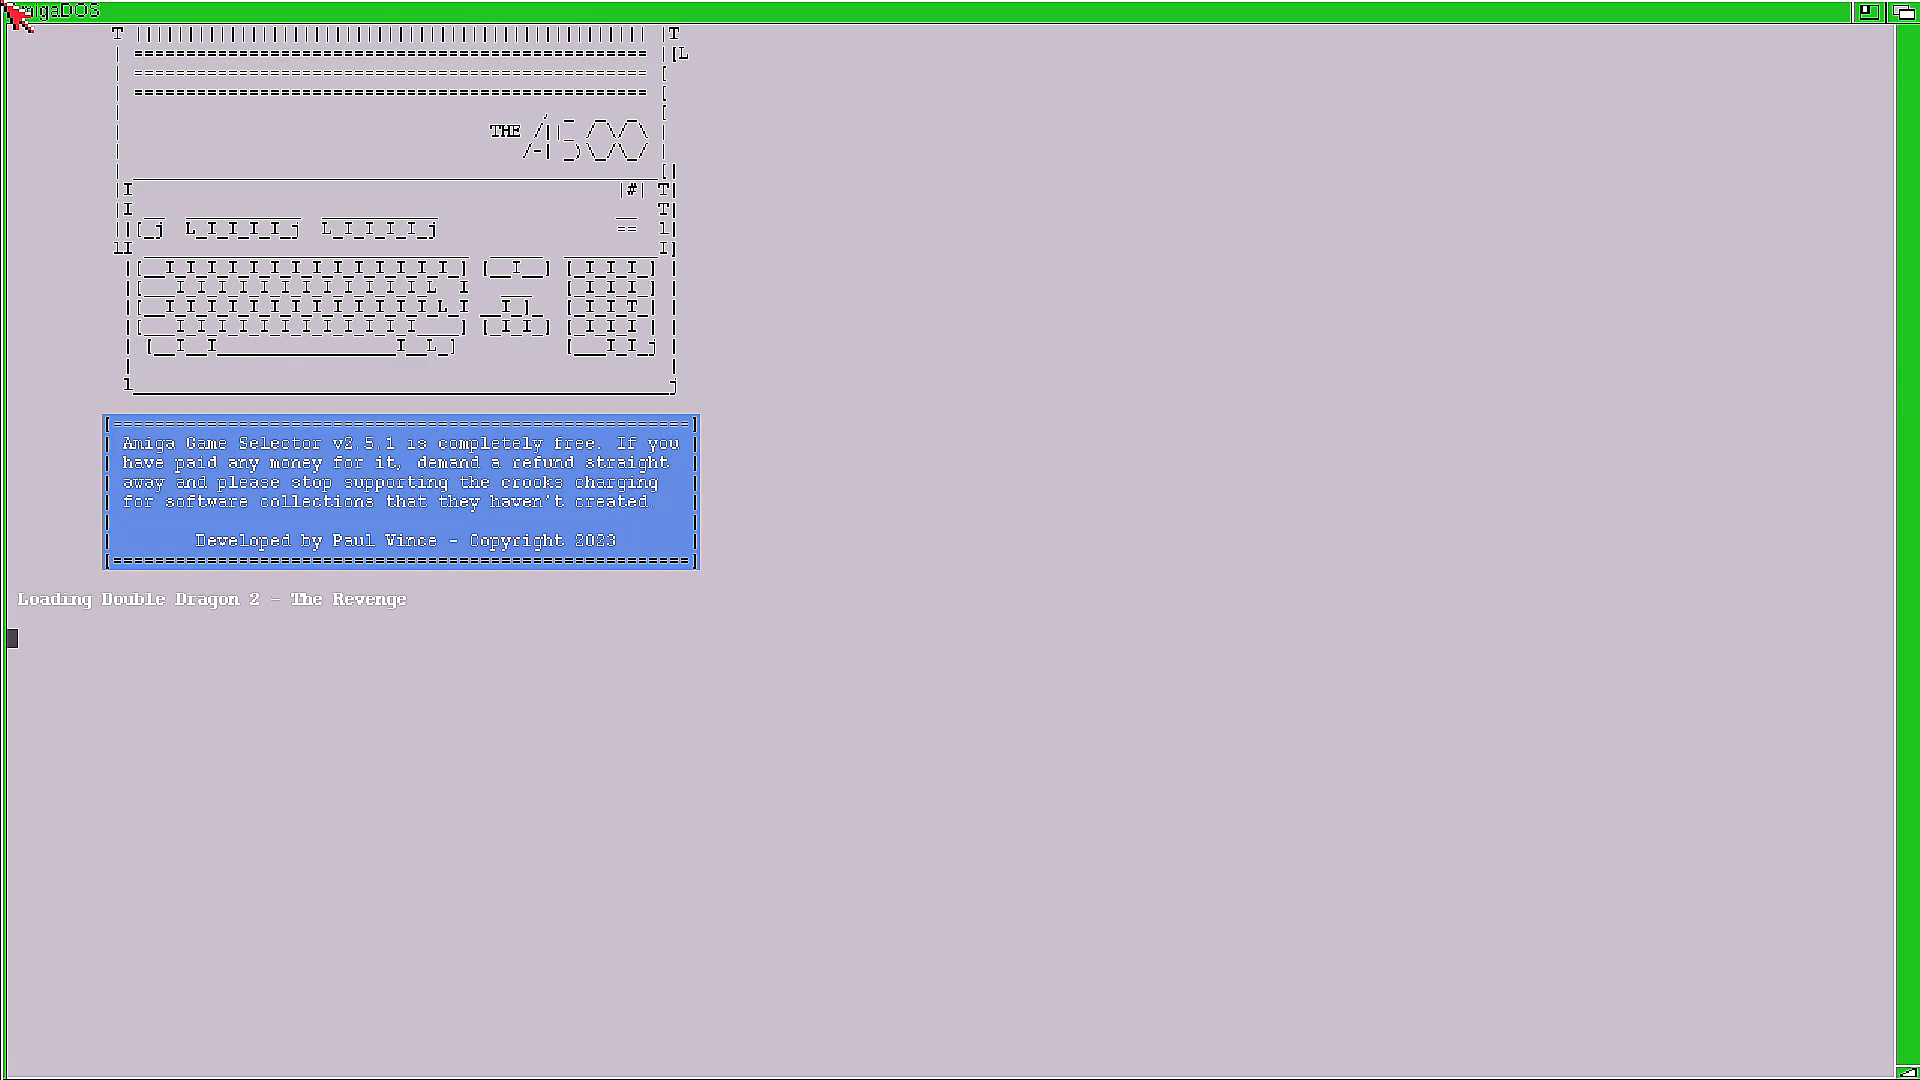 AmigaDOS
THE A500
Amiga Game Selector v2.5.1 is completely free. If you
have paid any money for it, demand a refund straight
away and please stop supporting the crooks charging
for software collections that they haven't created.
Developed by Paul Vince - Copyright 2023
Loading Double Dragon 2 - The Revenge